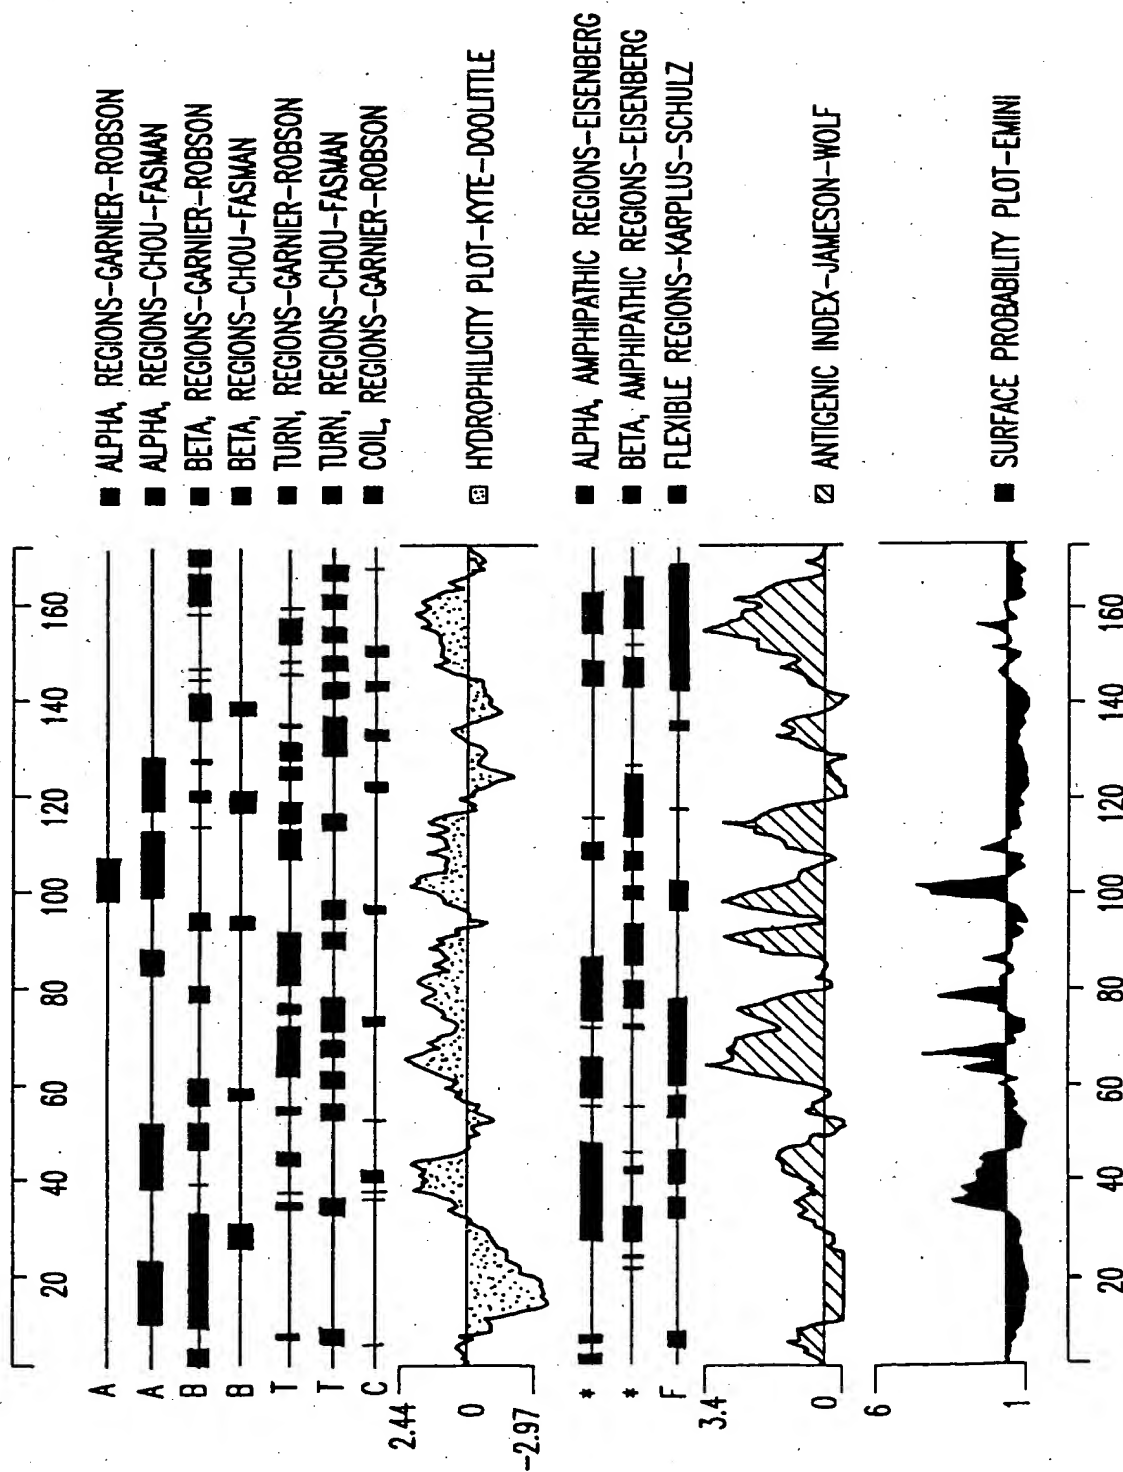 20 40 60 80 100 120 140 160
A ALPHA, REGIONS-GARNIER-ROBSON
A ALPHA, REGIONS-CHOU-FASMAN
B BETA, REGIONS-GARNIER-ROBSON
B BETA, REGIONS-CHOU-FASMAN
T TURN, REGIONS-GARNIER-ROBSON
T TURN, REGIONS-CHOU-FASMAN
C COIL, REGIONS-GARNIER-ROBSON
2.44
0 HYDROPHILICITY PLOT-KYTE-DOOLITTLE
-2.97
* ALPHA, AMPHIPATHIC REGIONS-EISENBERG
* BETA, AMPHIPATHIC REGIONS-EISENBERG
F FLEXIBLE REGIONS-KARPLUS-SCHULZ
3.4
0 ANTIGENIC INDEX-JAMESON-WOLF
6
1 SURFACE PROBABILITY PLOT-EMINI
20 40 60 80 100 120 140 160